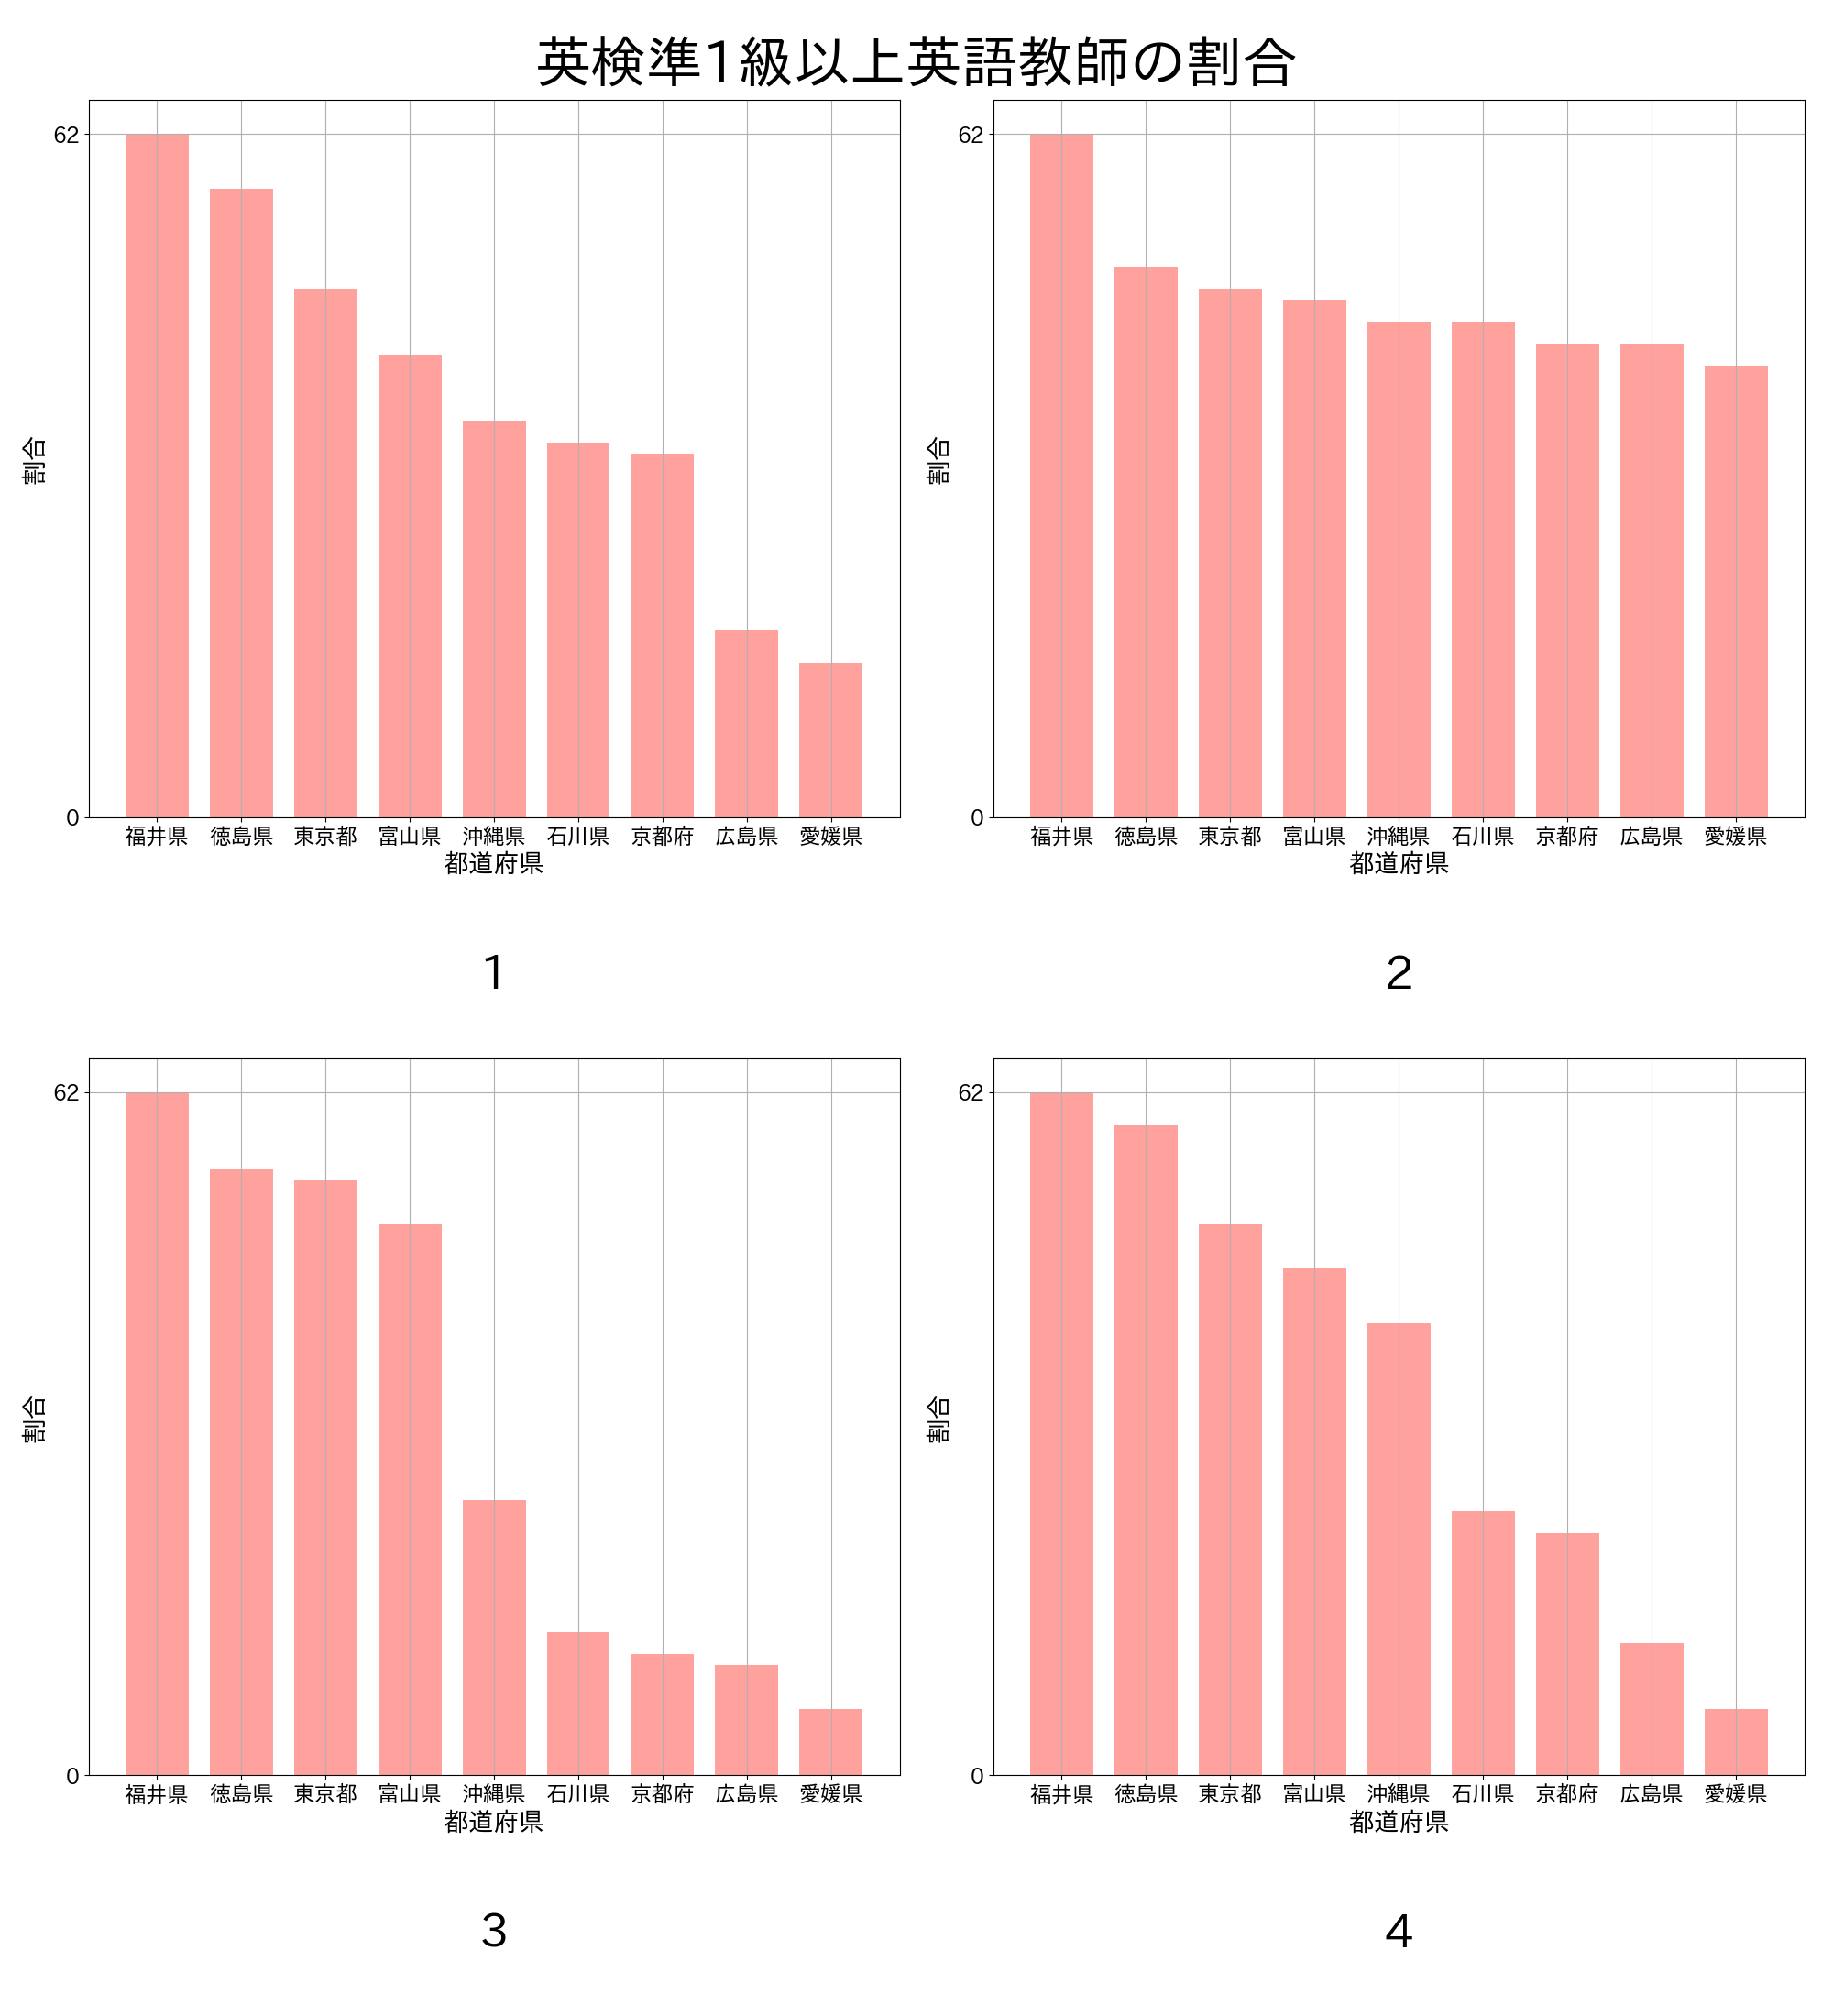 英検準1級以上英語教師の割合
62
0
割合
福井県 徳島県 東京都 富山県 沖縄県 石川県 京都府 広島県 愛媛県
都道府県
1
62
0
割合
福井県 徳島県 東京都 富山県 沖縄県 石川県 京都府 広島県 愛媛県
都道府県
2
62
0
割合
福井県 徳島県 東京都 富山県 沖縄県 石川県 京都府 広島県 愛媛県
都道府県
3
62
0
割合
福井県 徳島県 東京都 富山県 沖縄県 石川県 京都府 広島県 愛媛県
都道府県
4